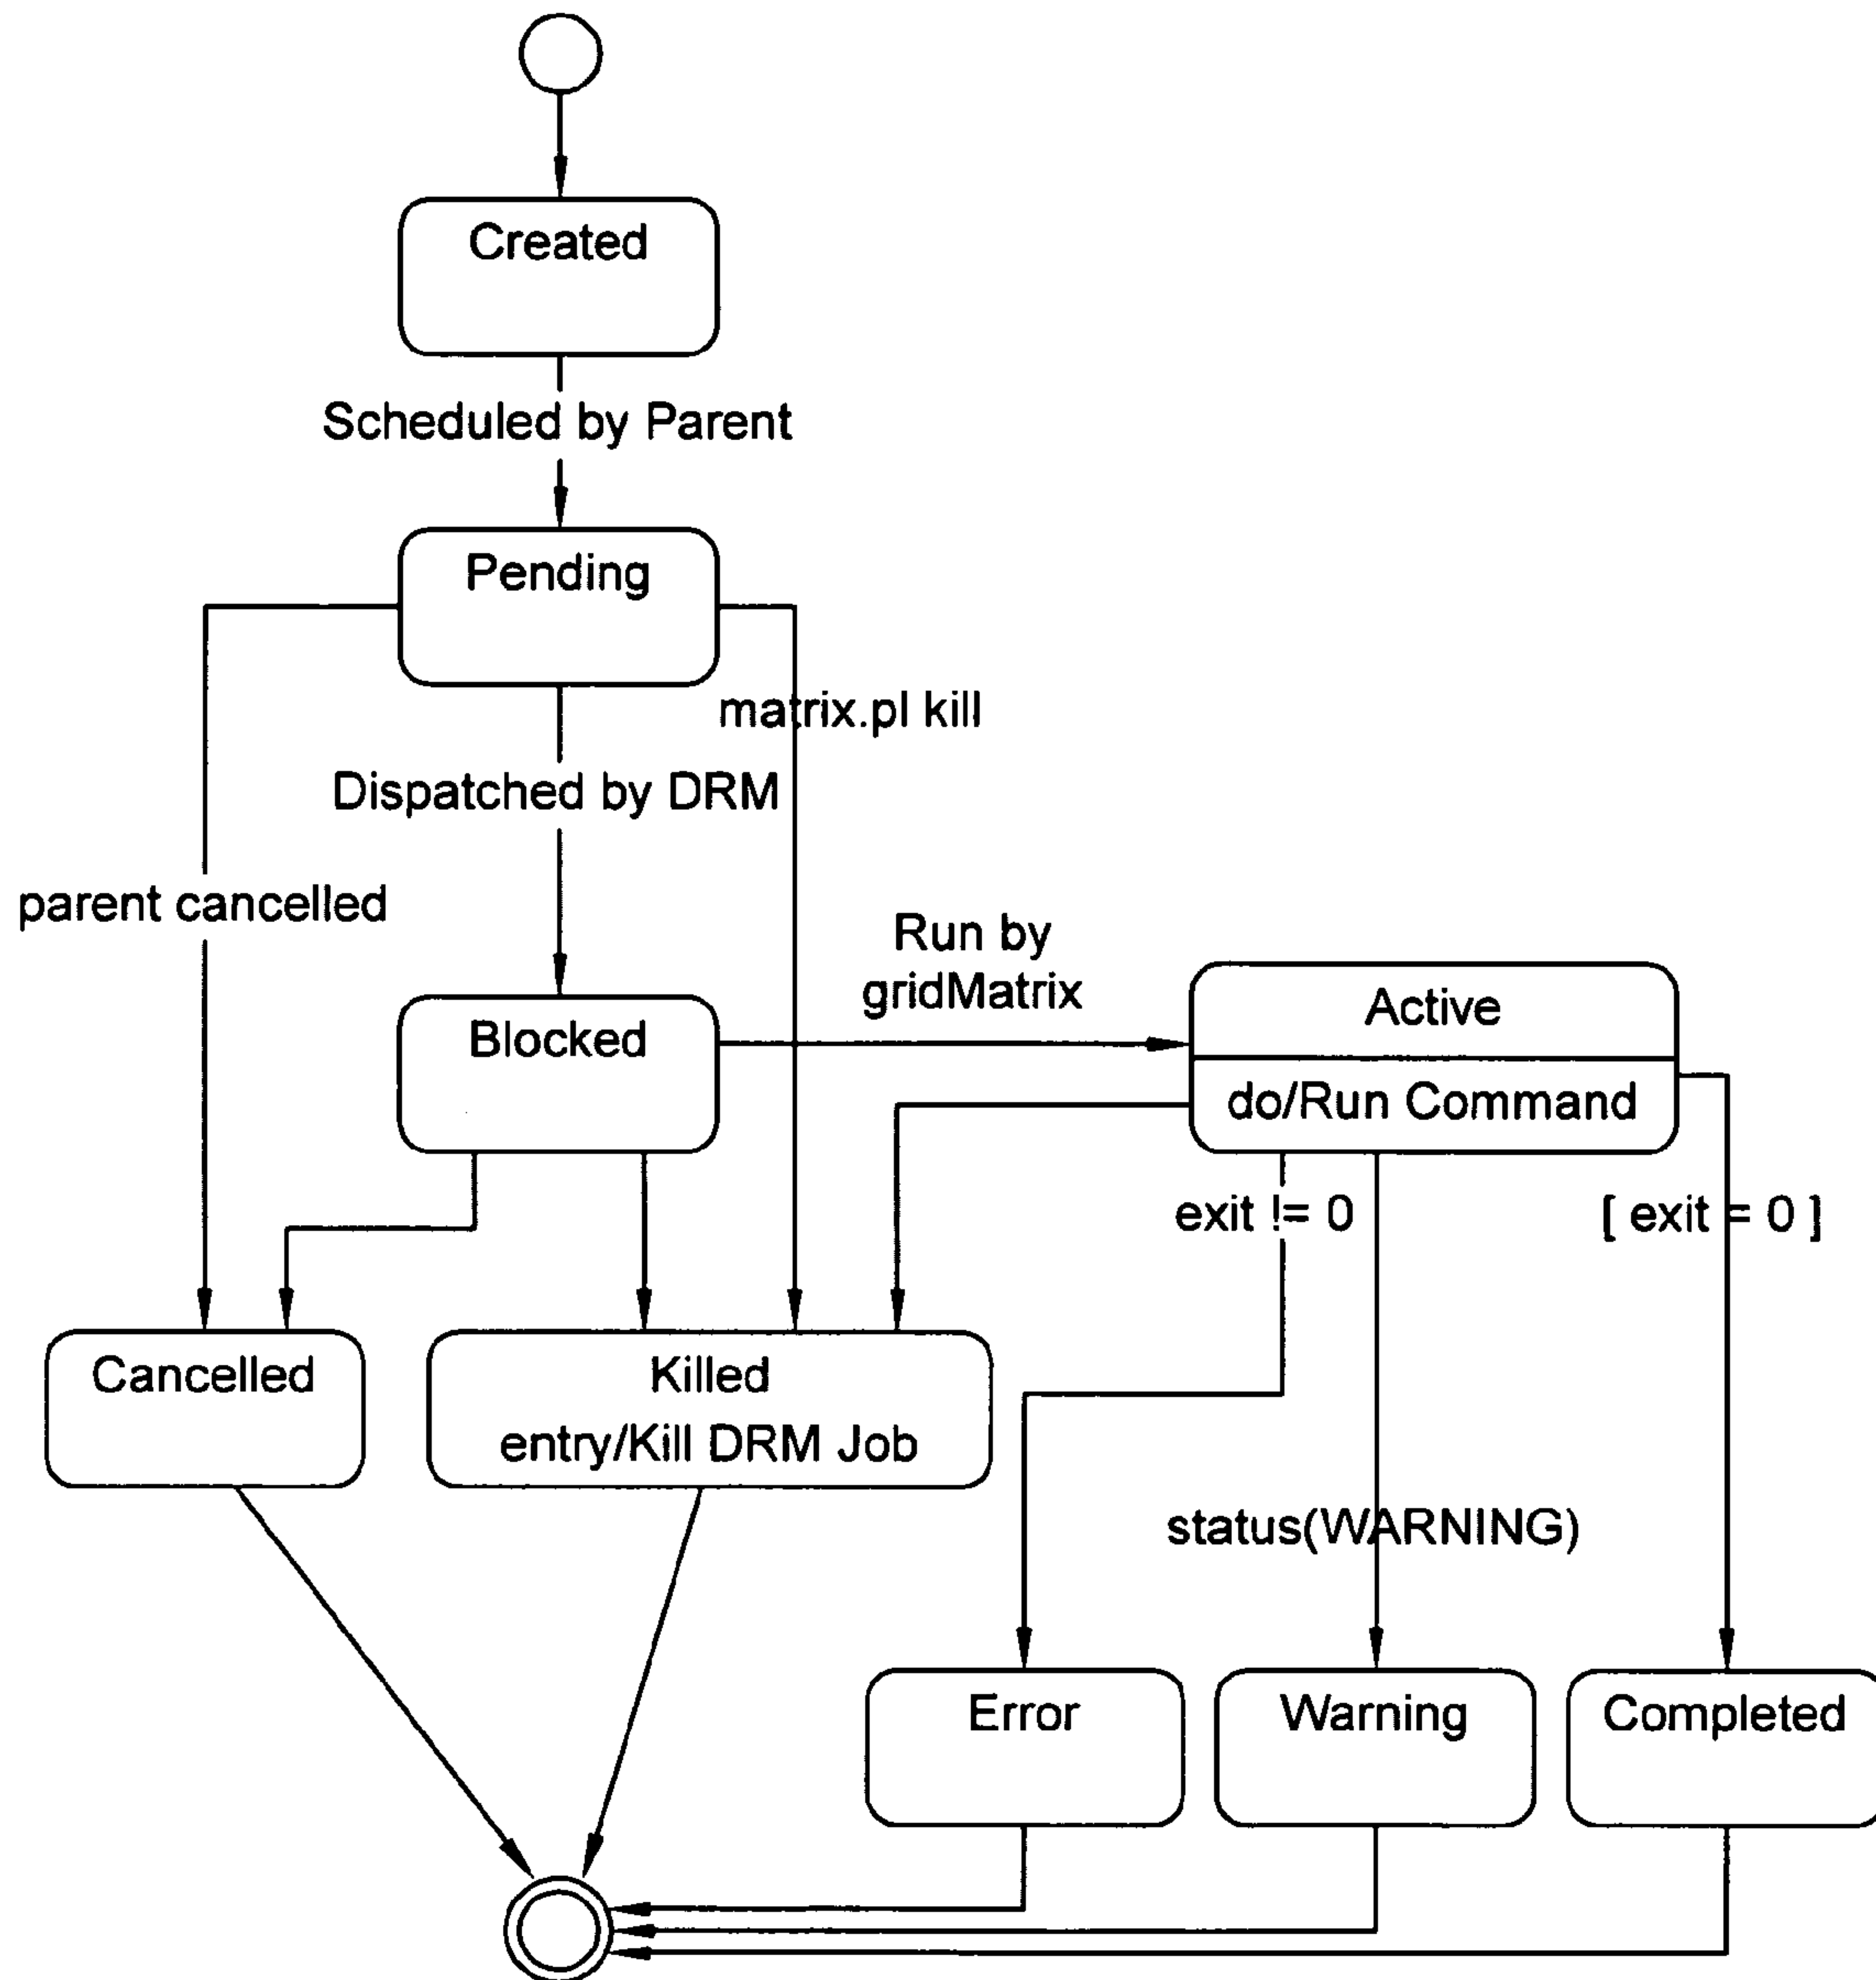 Created
Scheduled by Parent
Pending
matrix.pl kill
Dispatched by DRM
parent cancelled
Run by
gridMatrix
Active
Blocked
do/Run Command
exit != 0
[ exit = 0 ]
Cancelled
Killed
entry/Kill DRM Job
status(WARNING)
Error
Warning
Completed